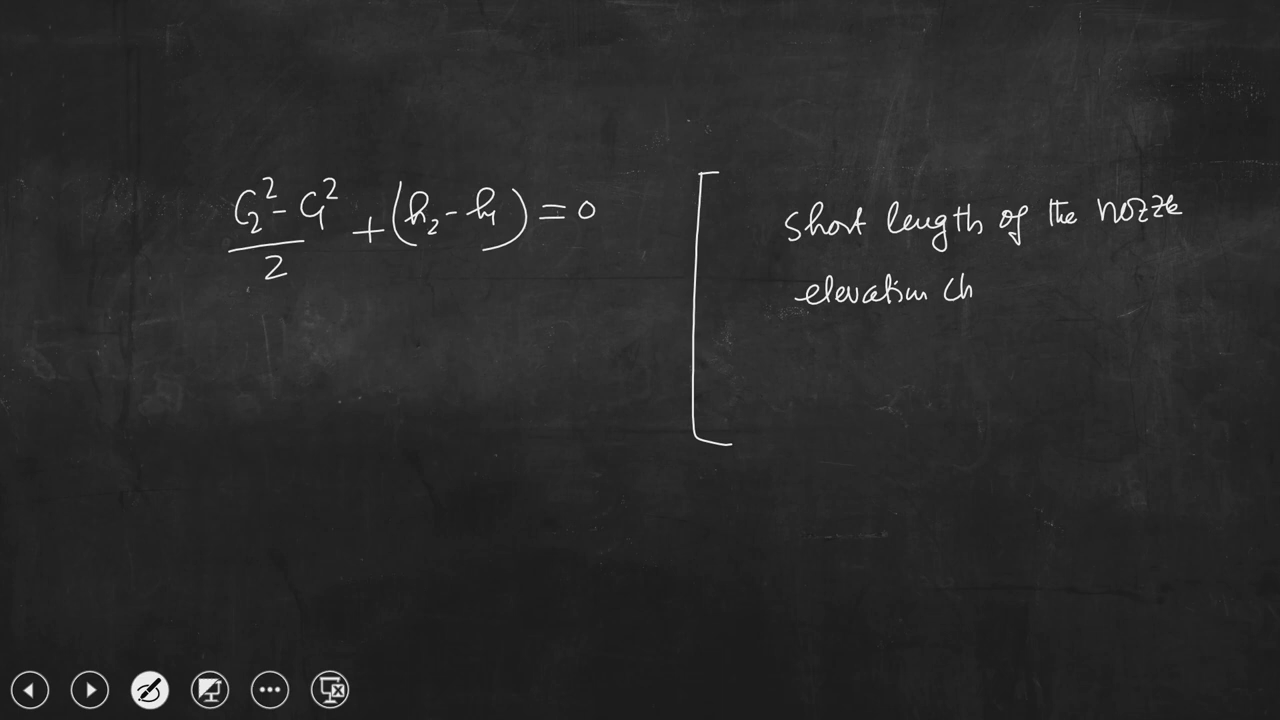 C₂² - C₁² / 2 + (h₂ - h₁) = 0
Short length of the nozzle
elevation ch